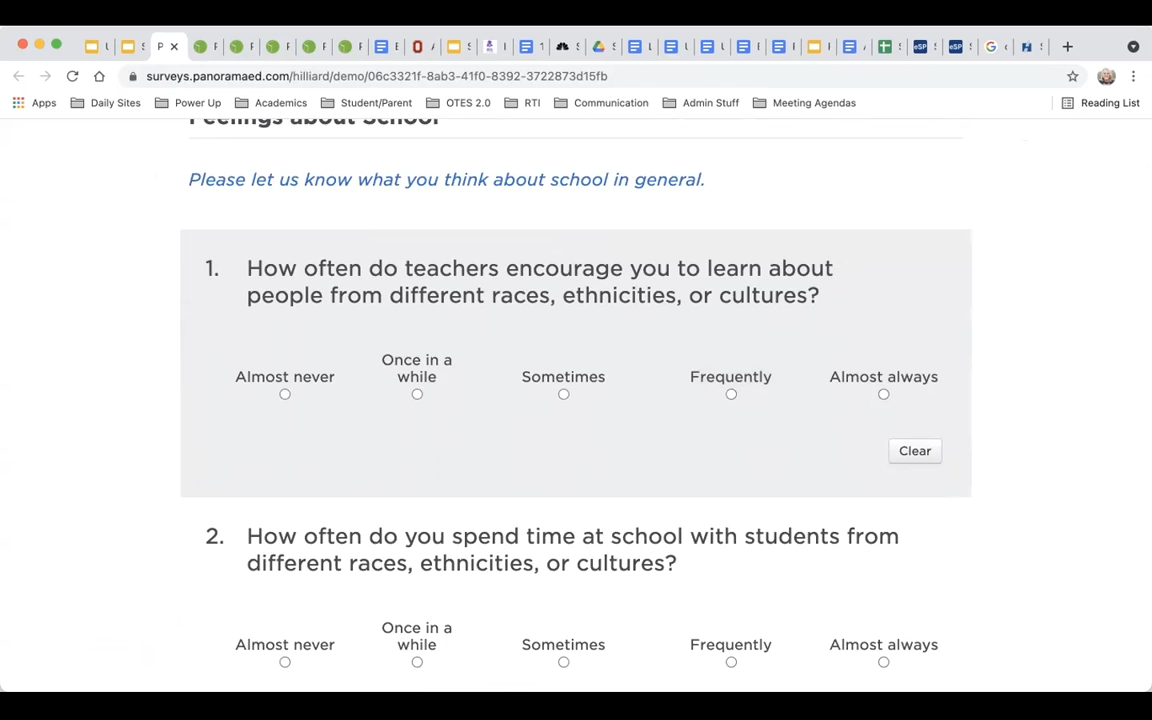 P
surveys.panoramaed.com/hilliard/demo/06c3321f-8ab3-41f0-8392-3722873d15fb
Apps Daily Sites Power Up Academics Student/Parent OTES 2.0 RTI Communication Admin Stuff Meeting Agendas Reading List
Feelings about School
Please let us know what you think about school in general.
1. How often do teachers encourage you to learn about
people from different races, ethnicities, or cultures?
Almost never Once in a while Sometimes Frequently Almost always
Clear
2. How often do you spend time at school with students from
different races, ethnicities, or cultures?
Almost never Once in a while Sometimes Frequently Almost always